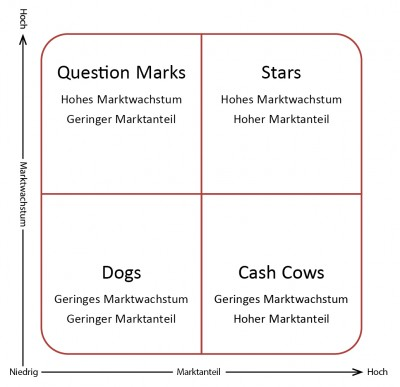 Hoch
Question Marks
Hohes Marktwachstum
Geringer Marktanteil
Stars
Hohes Marktwachstum
Hoher Marktanteil
Marktwachstum
Dogs
Geringes Marktwachstum
Geringer Marktanteil
Cash Cows
Geringes Marktwachstum
Hoher Marktanteil
Niedrig
Marktanteil
Hoch